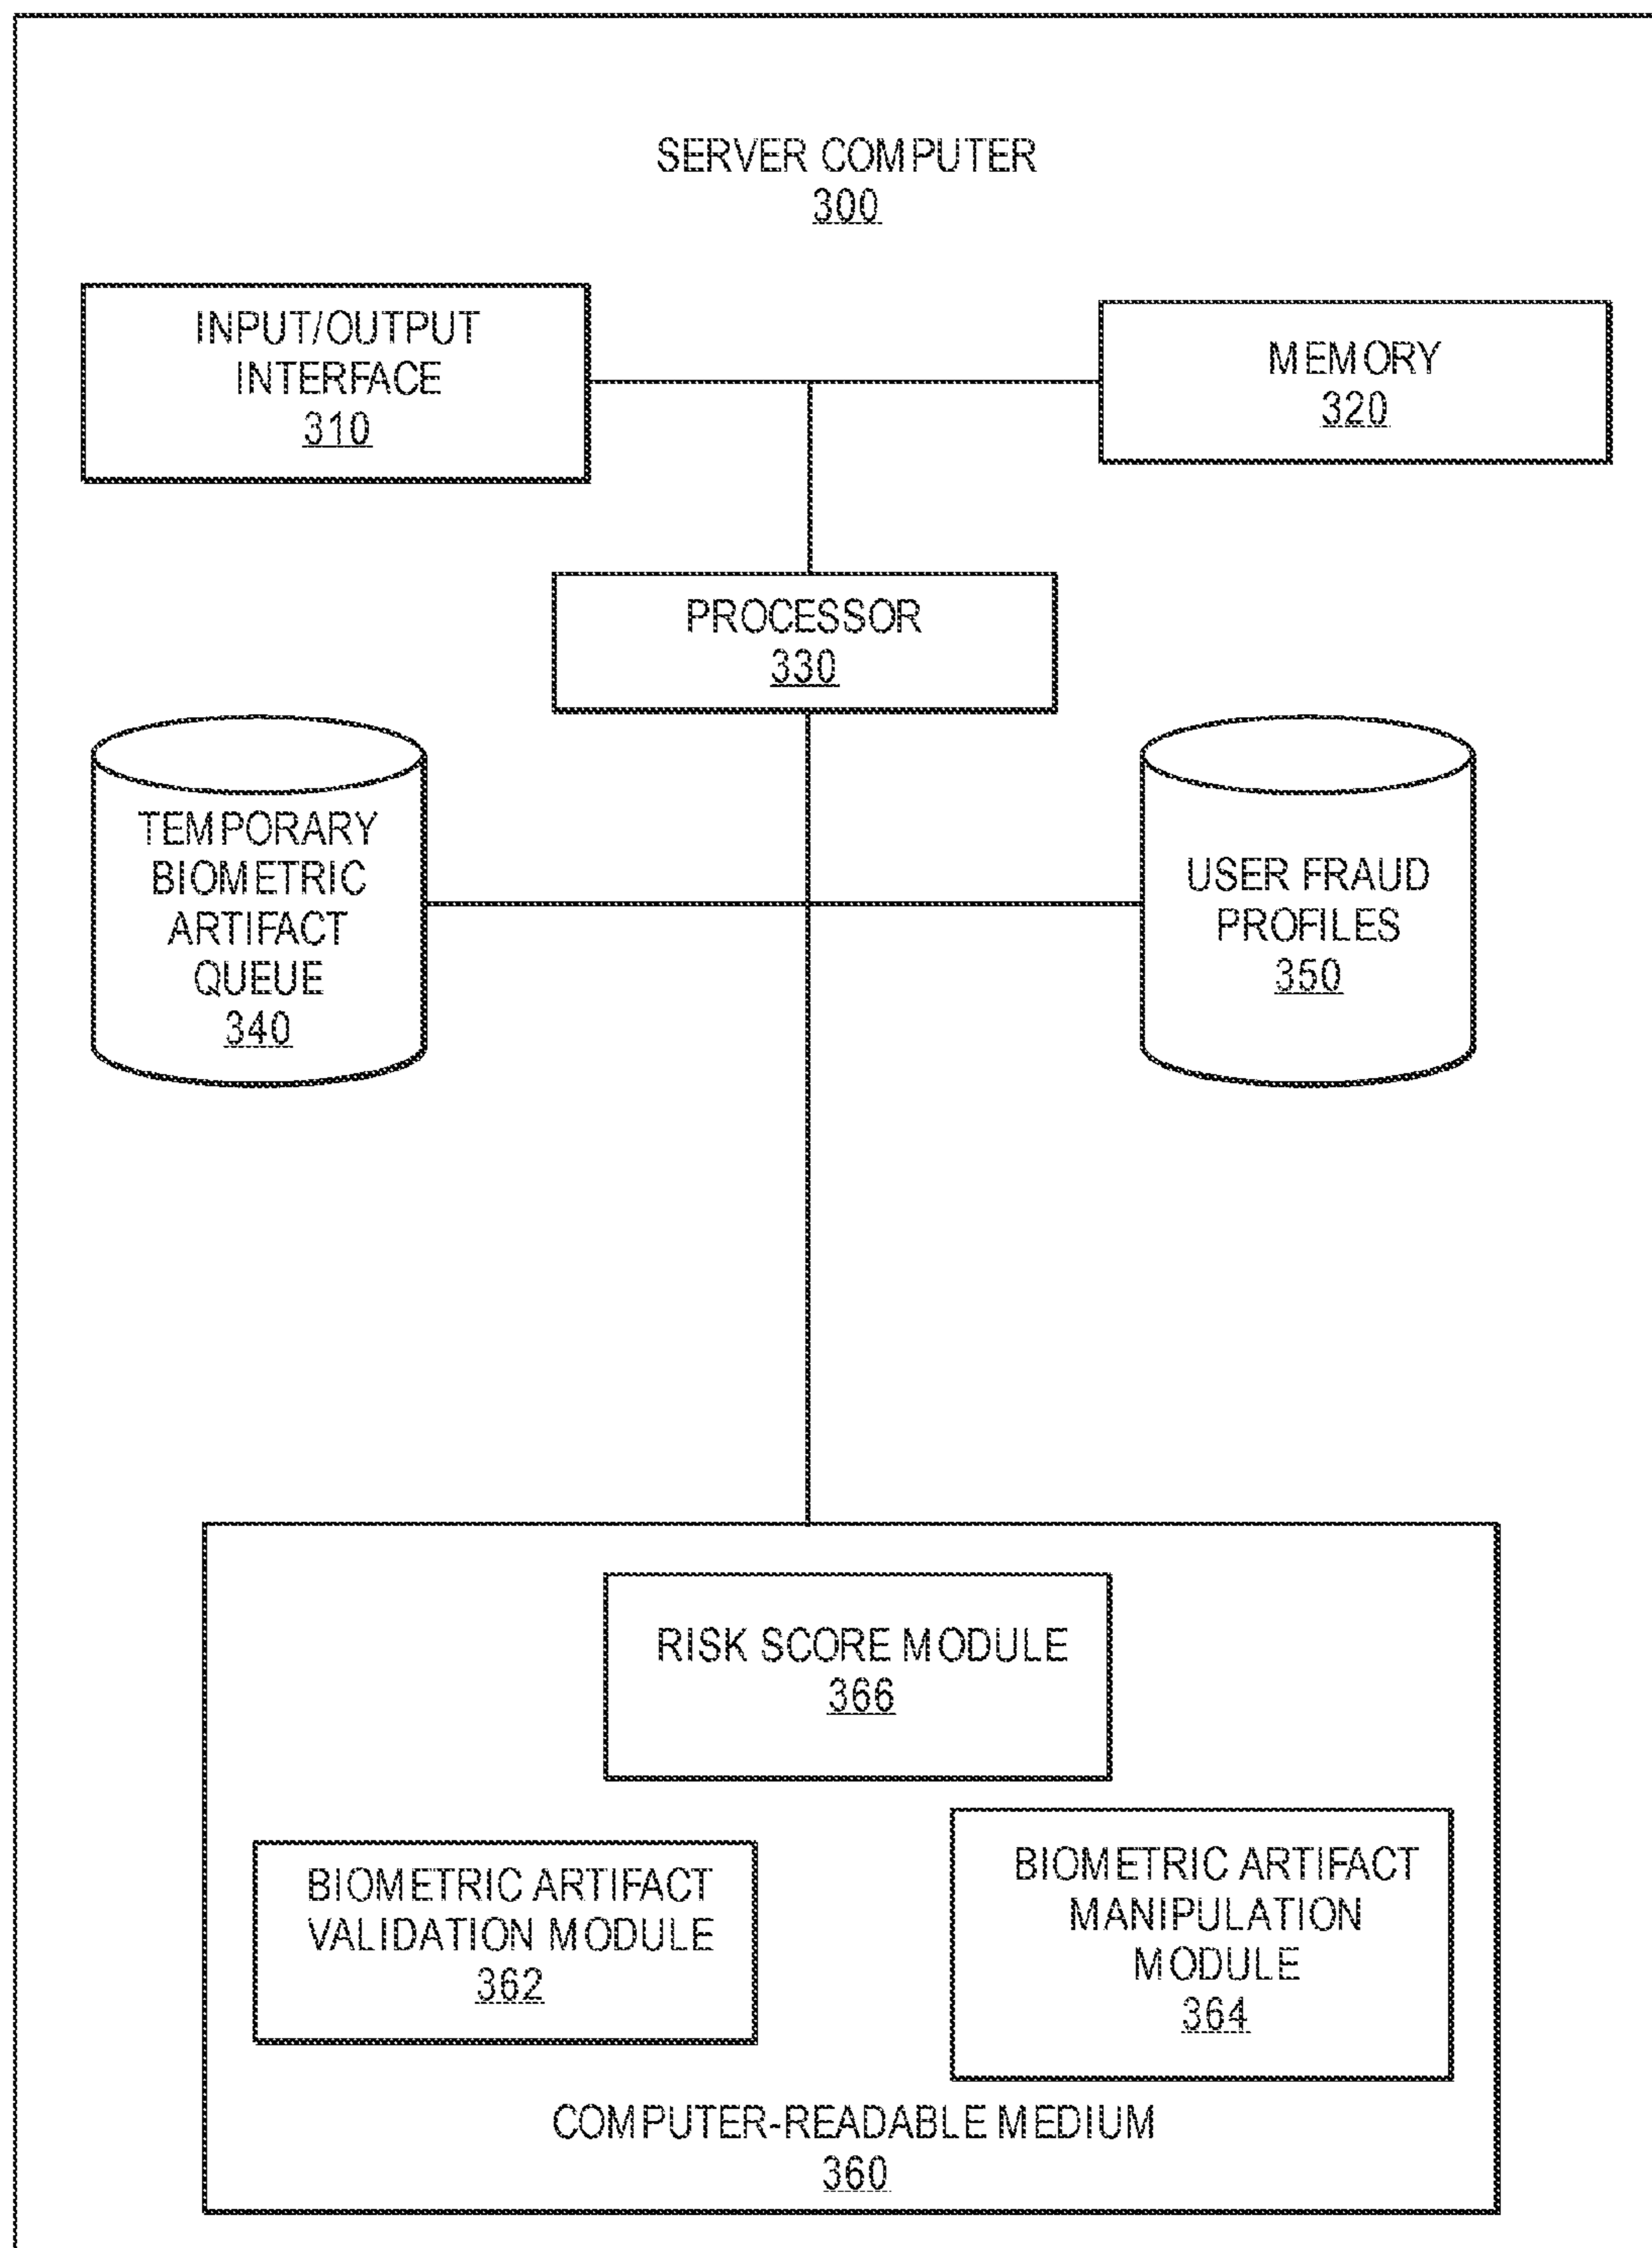 SERVER COMPUTER
300
INPUT/OUTPUT
INTERFACE
310
MEMORY
320
PROCESSOR
330
TEMPORARY
BIOMETRIC
ARTIFACT
QUEUE
340
USER FRAUD
PROFILES
350
RISK SCORE MODULE
366
BIOMETRIC ARTIFACT
VALIDATION MODULE
362
BIOMETRIC ARTIFACT
MANIPULATION
MODULE
364
COMPUTER-READABLE MEDIUM
360